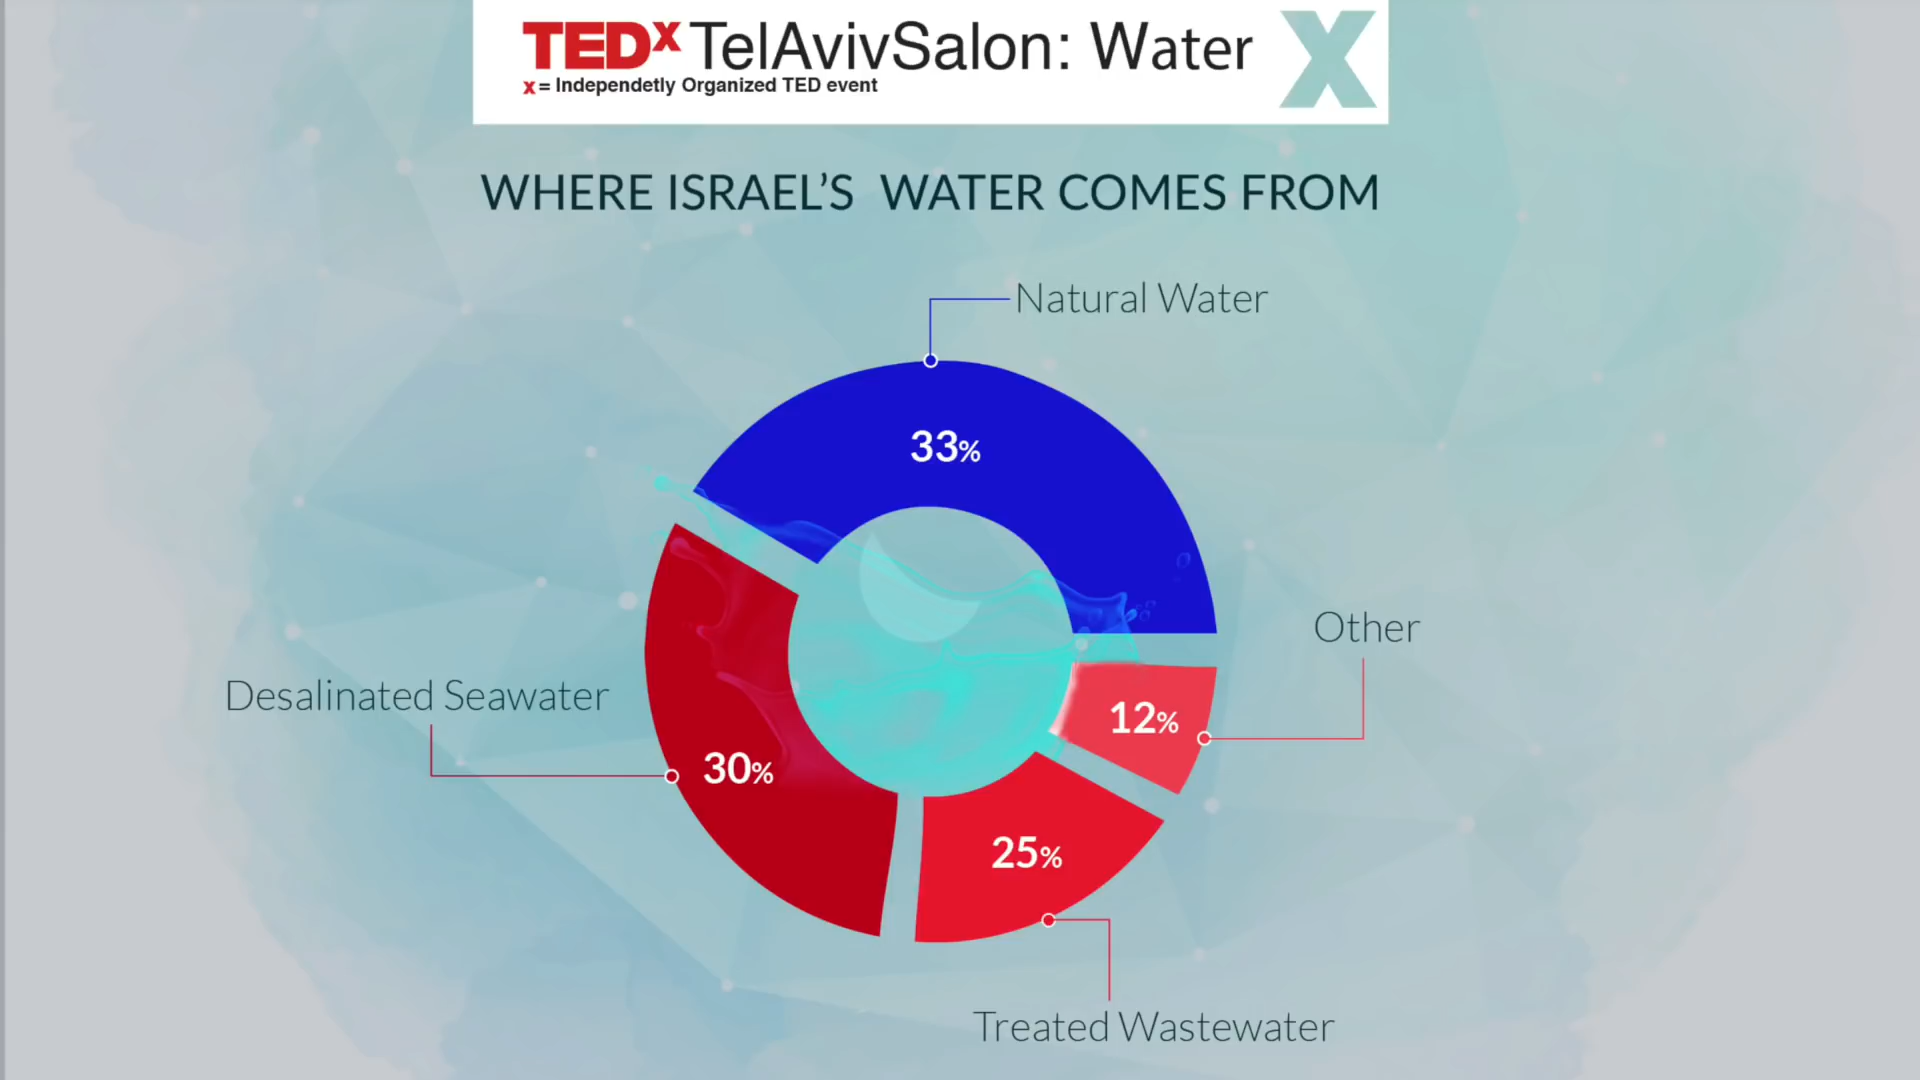 TEDx TelAvivSalon: Water X
x = Independetly Organized TED event
WHERE ISRAEL’S WATER COMES FROM
Natural Water
33%
Other
12%
Desalinated Seawater
30%
25%
Treated Wastewater